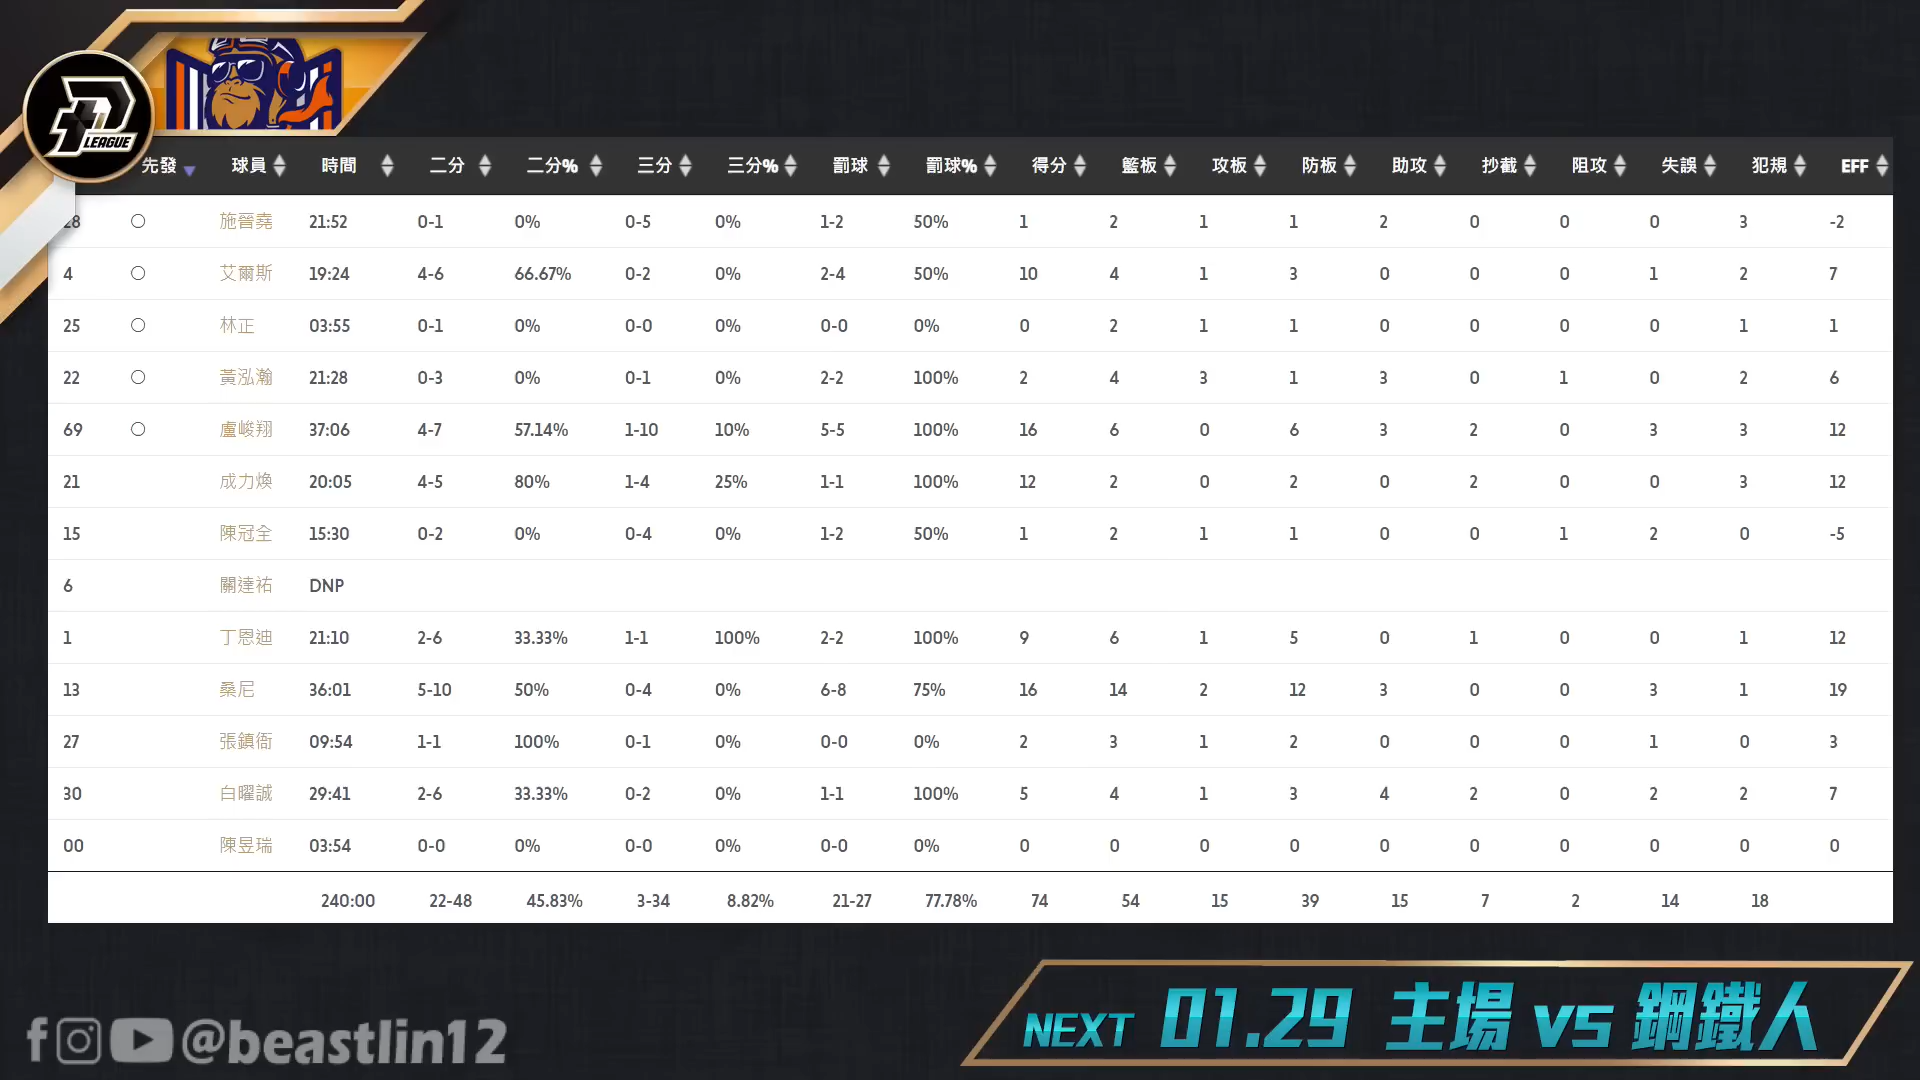 P LEAGUE
先發 球員 時間 二分 二分% 三分 三分% 罰球 罰球% 得分 籃板 攻板 防板 助攻 抄截 阻攻 失誤 犯規 EFF
28 ○ 施晉堯 21:52 0-1 0% 0-5 0% 1-2 50% 1 2 1 1 2 0 0 0 3 -2
4 ○ 艾爾斯 19:24 4-6 66.67% 0-2 0% 2-4 50% 10 4 1 3 0 0 0 1 2 7
25 ○ 林正 03:55 0-1 0% 0-0 0% 0-0 0% 0 2 1 1 0 0 0 0 1 1
22 ○ 黃泓瀚 21:28 0-3 0% 0-1 0% 2-2 100% 2 4 3 1 3 0 1 0 2 6
69 ○ 盧峻翔 37:06 4-7 57.14% 1-10 10% 5-5 100% 16 6 0 6 3 2 0 3 3 12
21 成力煥 20:05 4-5 80% 1-4 25% 1-1 100% 12 2 0 2 0 2 0 0 3 12
15 陳冠全 15:30 0-2 0% 0-4 0% 1-2 50% 1 2 1 1 0 0 1 2 0 -5
6 關達祐 DNP
1 丁恩迪 21:10 2-6 33.33% 1-1 100% 2-2 100% 9 6 1 5 0 1 0 0 1 12
13 桑尼 36:01 5-10 50% 0-4 0% 6-8 75% 16 14 2 12 3 0 0 3 1 19
27 張鎮衙 09:54 1-1 100% 0-1 0% 0-0 0% 2 3 1 2 0 0 0 1 0 3
30 白曜誠 29:41 2-6 33.33% 0-2 0% 1-1 100% 5 4 1 3 4 2 0 2 2 7
00 陳昱瑞 03:54 0-0 0% 0-0 0% 0-0 0% 0 0 0 0 0 0 0 0 0 0
240:00 22-48 45.83% 3-34 8.82% 21-27 77.78% 74 54 15 39 15 7 2 14 18
NEXT 01.29 主場 vs 鋼鐵人
@beastlin12